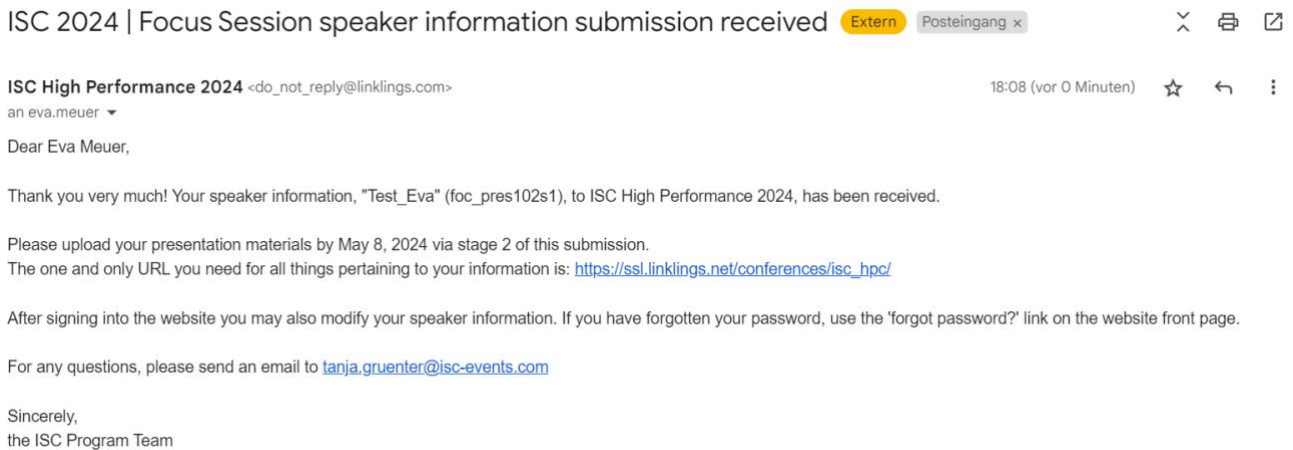 ISC 2024 | Focus Session speaker information submission received Extern Posteingang ×
ISC High Performance 2024 <do_not_reply@linklings.com> 18:08 (vor 0 Minuten)
an eva.meuer
Dear Eva Meuer,
Thank you very much! Your speaker information, "Test_Eva" (foc_pres102s1), to ISC High Performance 2024, has been received.
Please upload your presentation materials by May 8, 2024 via stage 2 of this submission.
The one and only URL you need for all things pertaining to your information is: https://ssl.linklings.net/conferences/isc_hpc/
After signing into the website you may also modify your speaker information. If you have forgotten your password, use the 'forgot password?' link on the website front page.
For any questions, please send an email to tanja.gruenter@isc-events.com
Sincerely,
the ISC Program Team